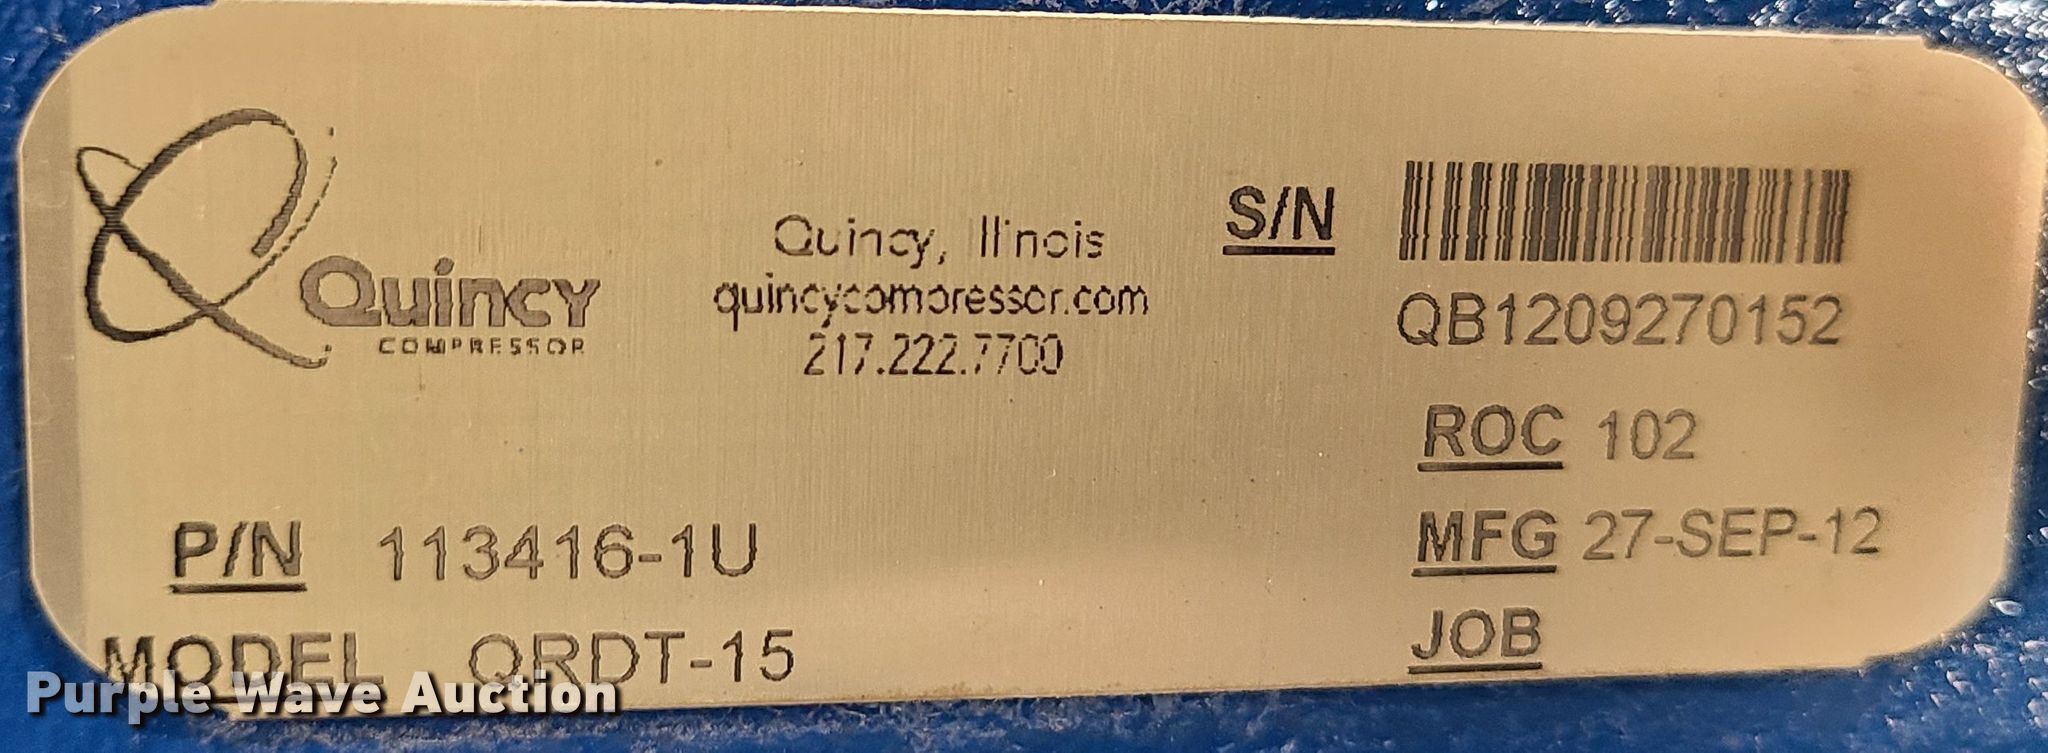 Quincy
COMPRESSOR
Quincy, Illinois
quincycompressor.com
217.222.7700
S/N
QB1209270152
ROC 102
MFG 27-SEP-12
JOB
P/N 113416-1U
MODEL QRDT-15
Purple Wave Auction